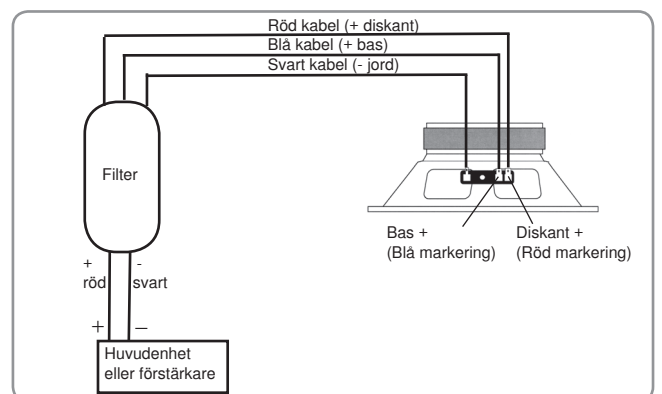 Röd kabel (+ diskant)
Blå kabel (+ bas)
Svart kabel (- jord)
Filter
Bas +
(Blå markering)
Diskant +
(Röd markering)
+ -
röd svart
+ –
Huvudenhet
eller förstärkare